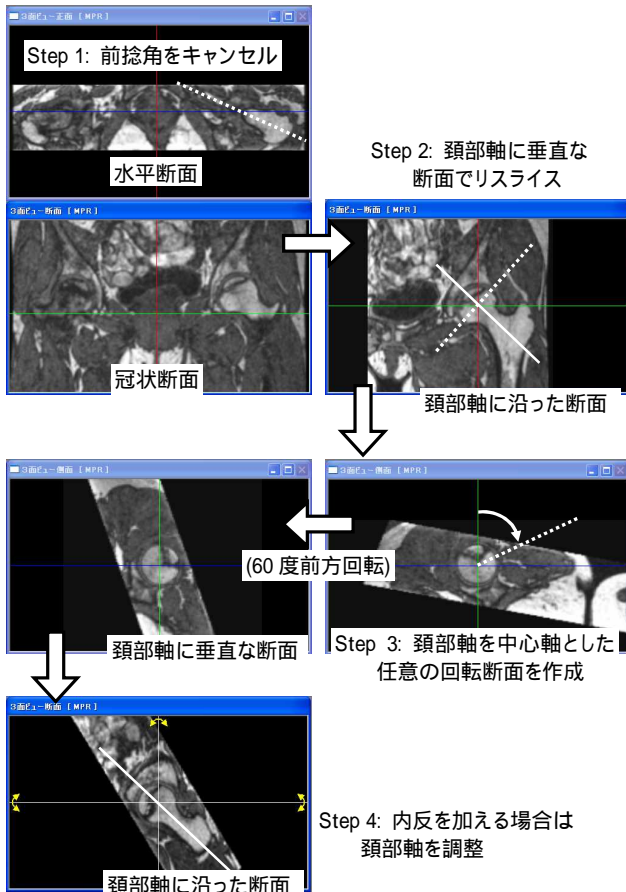 3面ビュー正面 [MPR]
Step 1: 前捻角をキャンセル
水平断面
Step 2: 頚部軸に垂直な
断面でリスライス
3面ビュー断面 [MPR]
冠状断面
3面ビュー断面 [MPR]
頚部軸に沿った断面
3面ビュー側面 [MPR]
頚部軸に垂直な断面
(60 度前方回転)
3面ビュー側面 [MPR]
Step 3: 頚部軸を中心軸とした
任意の回転断面を作成
3面ビュー断面 [MPR]
頚部軸に沿った断面
Step 4: 内反を加える場合は
頚部軸を調整